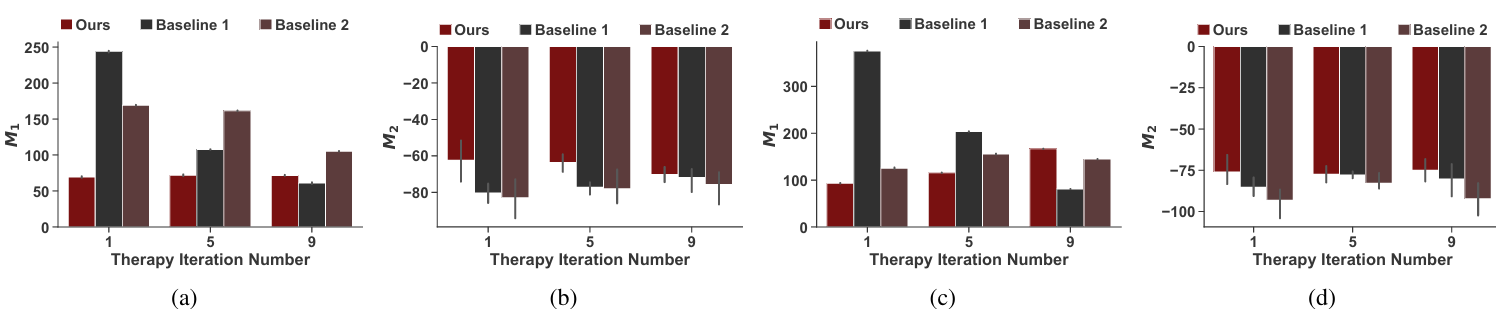 Ours Baseline 1 Baseline 2
250
200
150
100
50
0
M1
1 5 9
Therapy Iteration Number
(a)
Ours Baseline 1 Baseline 2
0
−20
−40
−60
−80
M2
1 5 9
Therapy Iteration Number
(b)
Ours Baseline 1 Baseline 2
300
200
100
0
M1
1 5 9
Therapy Iteration Number
(c)
Ours Baseline 1 Baseline 2
0
−25
−50
−75
−100
M2
1 5 9
Therapy Iteration Number
(d)